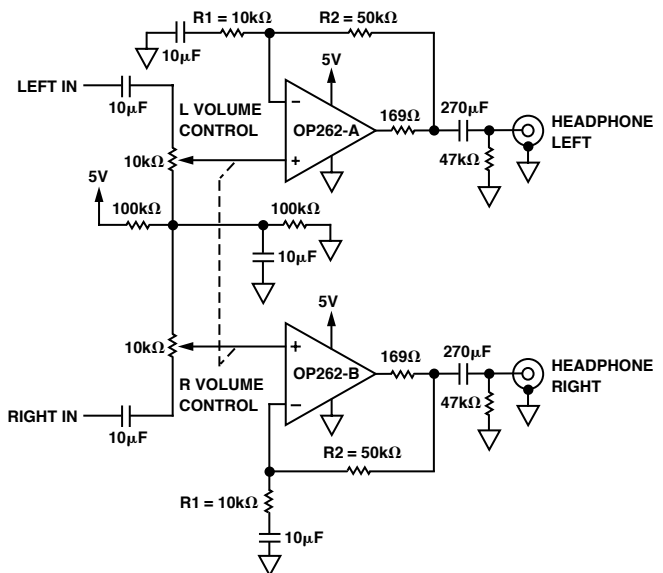 R1 = 10kΩ
R2 = 50kΩ
10µF
5V
LEFT IN
10µF
L VOLUME
CONTROL
−
OP262-A
+
169Ω
270µF
HEADPHONE
LEFT
47kΩ
10kΩ
5V
100kΩ
100kΩ
10µF
5V
10kΩ
+
OP262-B
−
169Ω
270µF
HEADPHONE
RIGHT
47kΩ
R VOLUME
CONTROL
RIGHT IN
10µF
R2 = 50kΩ
R1 = 10kΩ
10µF